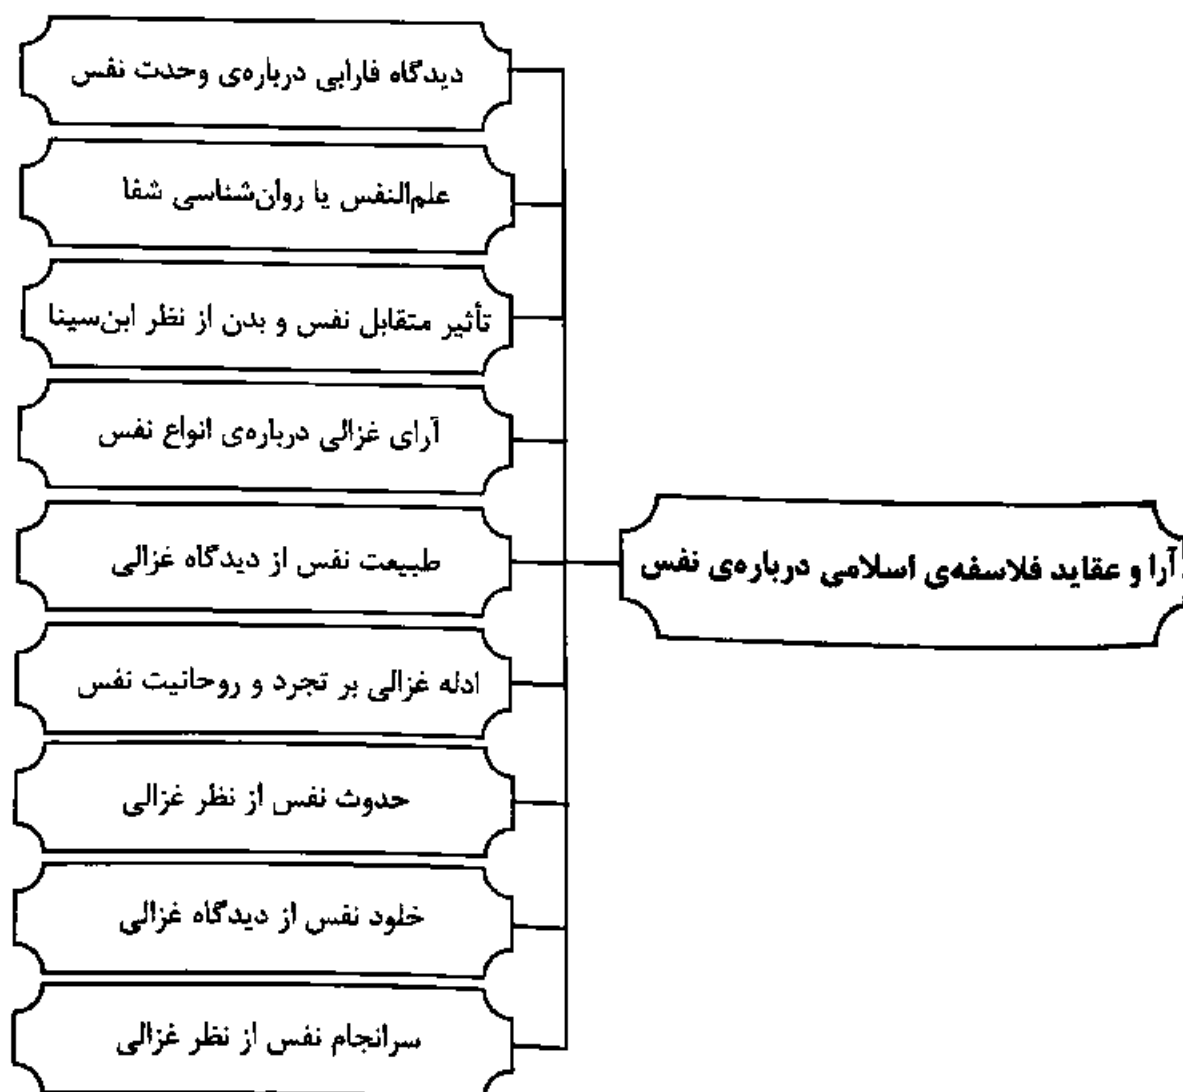 آرا و عقاید فلاسفه‌ی اسلامی درباره‌ی نفس
دیدگاه فارابی درباره‌ی وحدت نفس
علم‌النفس یا روان‌شناسی شفا
تأثیر متقابل نفس و بدن از نظر ابن‌سینا
آرای غزالی درباره‌ی انواع نفس
طبیعت نفس از دیدگاه غزالی
ادله غزالی بر تجرد و روحانیت نفس
حدوث نفس از نظر غزالی
خلود نفس از دیدگاه غزالی
سرانجام نفس از نظر غزالی